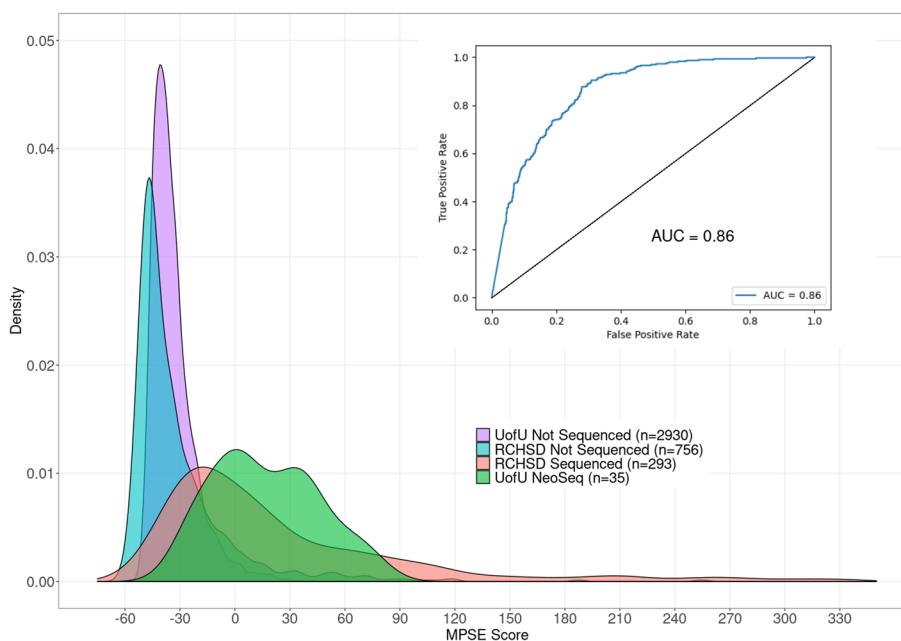 0.05
0.04
0.03
0.02
0.01
0.00
Density
-60 -30 0 30 60 90 120 150 180 210 240 270 300 330
MPSE Score
1.0
0.8
0.6
0.4
0.2
0.0
True Positive Rate
AUC = 0.86
AUC = 0.86
0.0 0.2 0.4 0.6 0.8 1.0
False Positive Rate
UofU Not Sequenced (n=2930)
RCHSD Not Sequenced (n=756)
RCHSD Sequenced (n=293)
UofU NeoSeq (n=35)